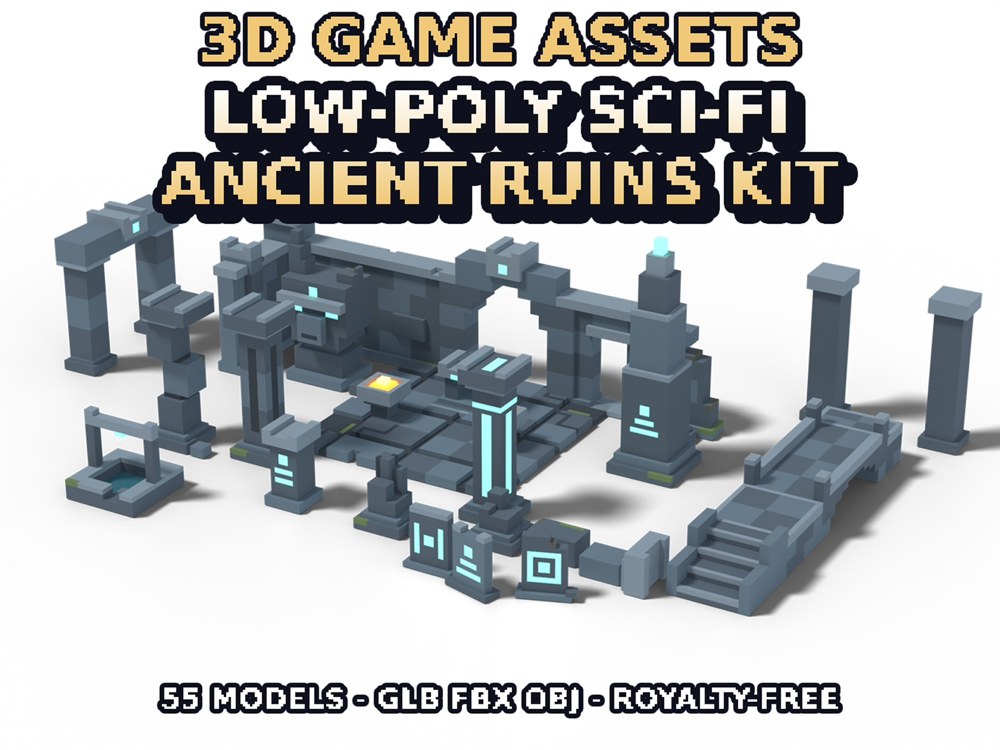 3D GAME ASSETS
LOW-POLY SCI-FI
ANCIENT RUINS KIT
55 MODELS - GLB FBX OBJ - ROYALTY-FREE